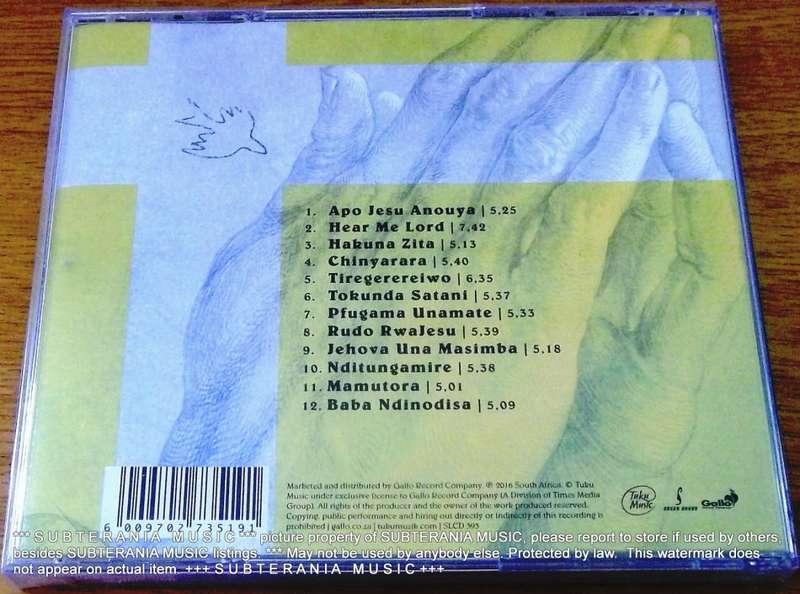 1. Apo Jesu Anouya | 5,25
2. Hear Me Lord | 7,42
3. Hakuna Zita | 5,13
4. Chinyarara | 5,40
5. Tiregerereiwo | 6,35
6. Tokunda Satani | 5,37
7. Pfugama Unamate | 5,33
8. Rudo RwaJesu | 5,39
9. Jehova Una Masimba | 5,18
10. Nditungamire | 5,38
11. Mamutora | 5,01
12. Baba Ndinodisa | 5,09
Marketed and distributed by Gallo Record Company. ℗ 2016 South Africa. © Tuku
Music under exclusive license to Gallo Record Company (A Division of Times Media
Group). All rights of the producer and the owner of the work produced reserved.
Copying, public performance and hiring out directly or indirectly of this recording is
prohibited | gallo.co.za | tukumusik.com | SLCD 393
Tuku
Music
Gallo
6 009702 735191
*** S U B T E R A N I A   M U S I C *** picture property of SUBTERANIA MUSIC, please report to store if used by others,
besides SUBTERANIA MUSIC listings. *** May not be used by anybody else. Protected by law. This watermark does
not appear on actual item. +++ S U B T E R A N I A   M U S I C +++